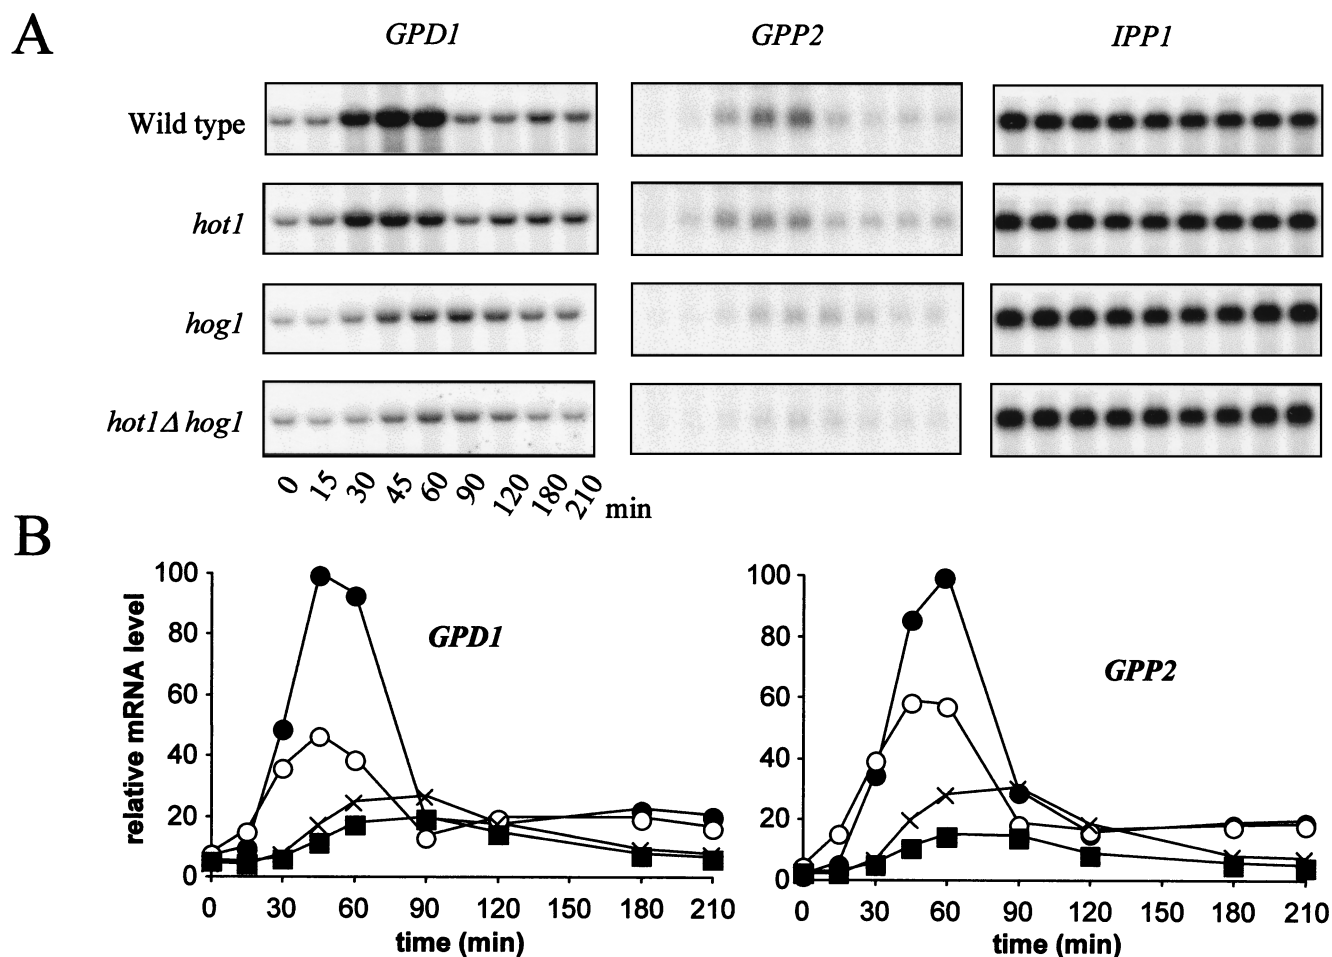 A
GPD1 GPP2 IPP1
Wild type
hot1
hog1
hot1Δ hog1
0 15 30 45 60 90 120 180 210 min
B
100 80 60 40 20 0
relative mRNA level
GPD1
0 30 60 90 120 150 180 210
time (min)
100 80 60 40 20 0
GPP2
0 30 60 90 120 150 180 210
time (min)